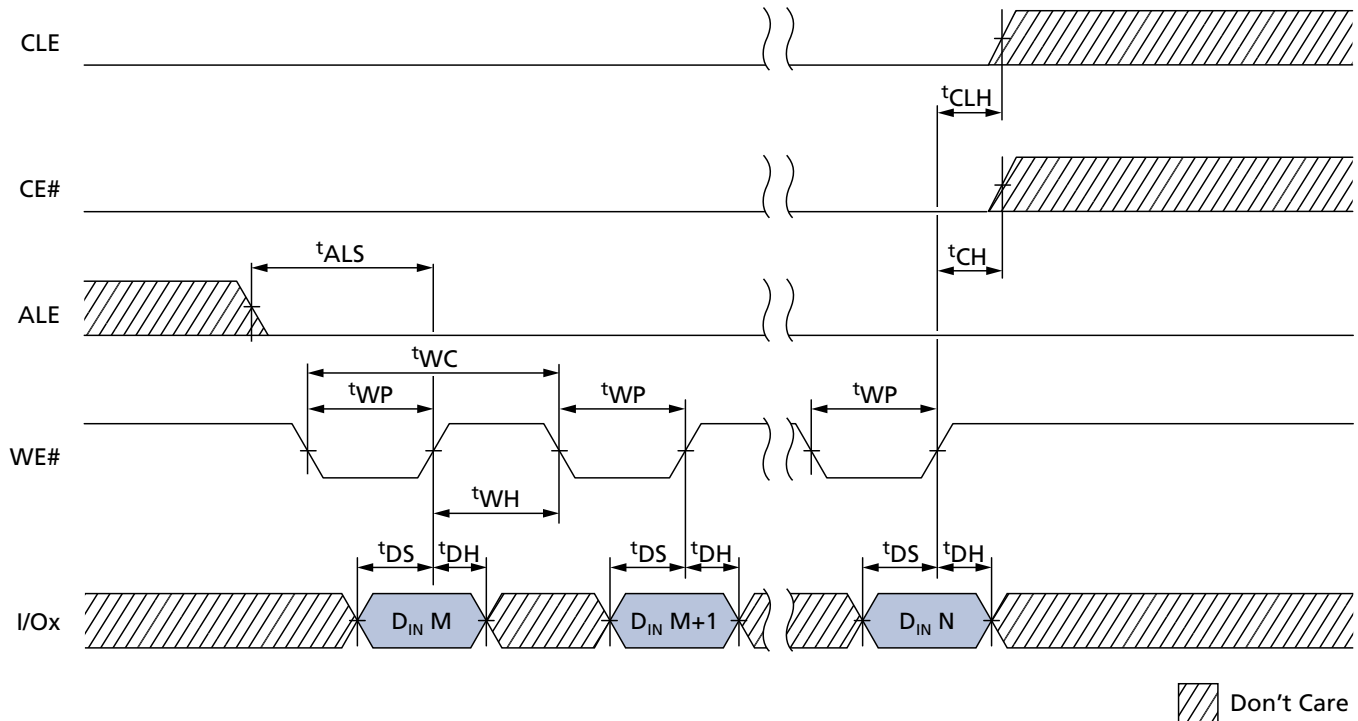 CLE
tCLH
CE#
tCH
tALS
ALE
tWC
tWP tWP tWP
WE#
tWH
tDS tDH tDS tDH tDS tDH
I/Ox DIN M DIN M+1 DIN N
Don't Care